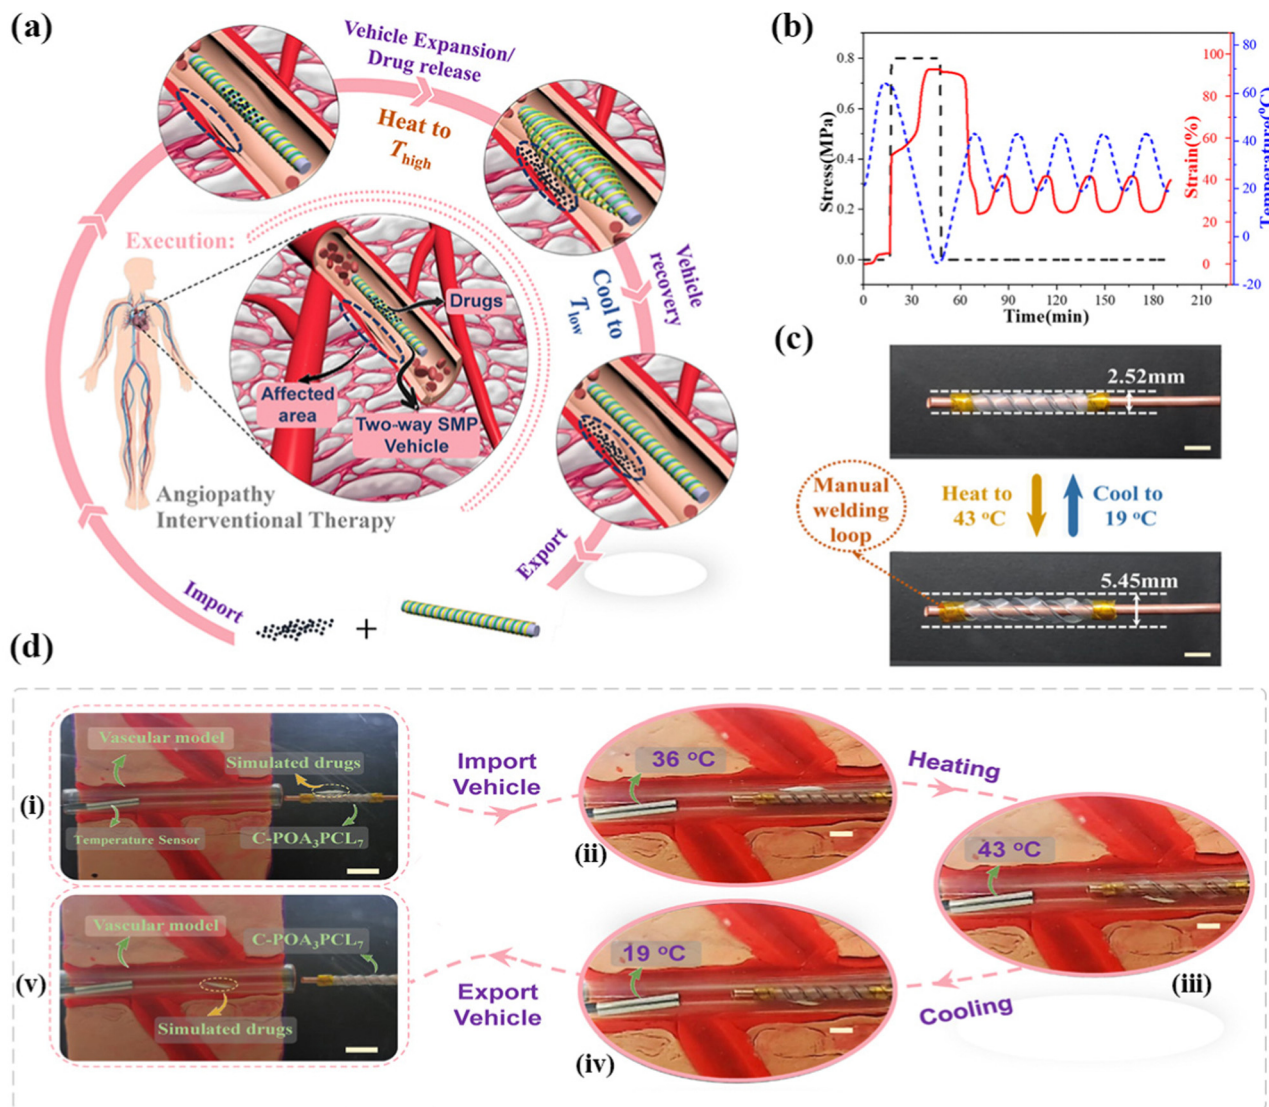 (a)
Vehicle Expansion/
Drug release
Heat to
Thigh
Execution:
Drugs
Affected
area
Two-way SMP
Vehicle
Cool to
Tlow
Vehicle
recovery
Angiopathy
Interventional Therapy
Import
+
Export
(b)
Stress(MPa)
0.8
0.6
0.4
0.2
0.0
0
30
60
90
120
150
180
210
Time(min)
100
80
60
40
20
0
Strain(%)
80
60
40
20
0
-10
-20
Temperature(°C)
(c)
2.52mm
Manual
welding
loop
Heat to
43 °C
Cool to
19 °C
5.45mm
(d)
(i)
Vascular model
Simulated drugs
Temperature Sensor
C-POA3PCL7
Import
Vehicle
36 °C
(ii)
Heating
43 °C
(iii)
Cooling
19 °C
(iv)
Export
Vehicle
(v)
Vascular model
C-POA3PCL7
Simulated drugs